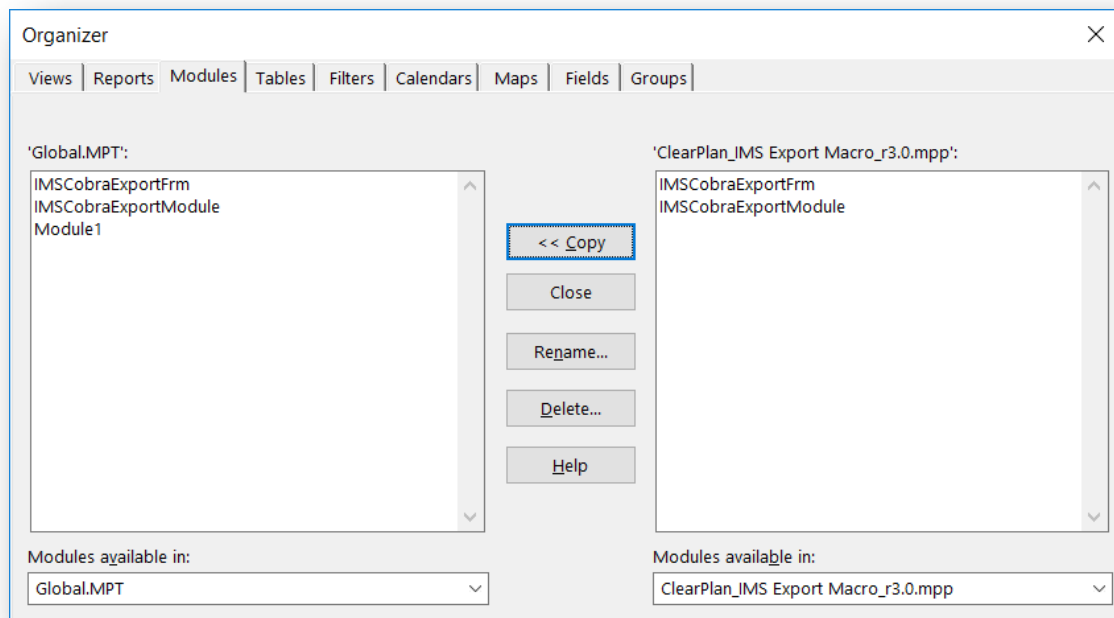 Organizer
Views Reports Modules Tables Filters Calendars Maps Fields Groups
'Global.MPT': 'ClearPlan_IMS Export Macro_r3.0.mpp':
IMSCobraExportFrm IMSCobraExportFrm
IMSCobraExportModule IMSCobraExportModule
Module1
<< Copy
Close
Rename...
Delete...
Help
Modules available in: Modules available in:
Global.MPT ClearPlan_IMS Export Macro_r3.0.mpp